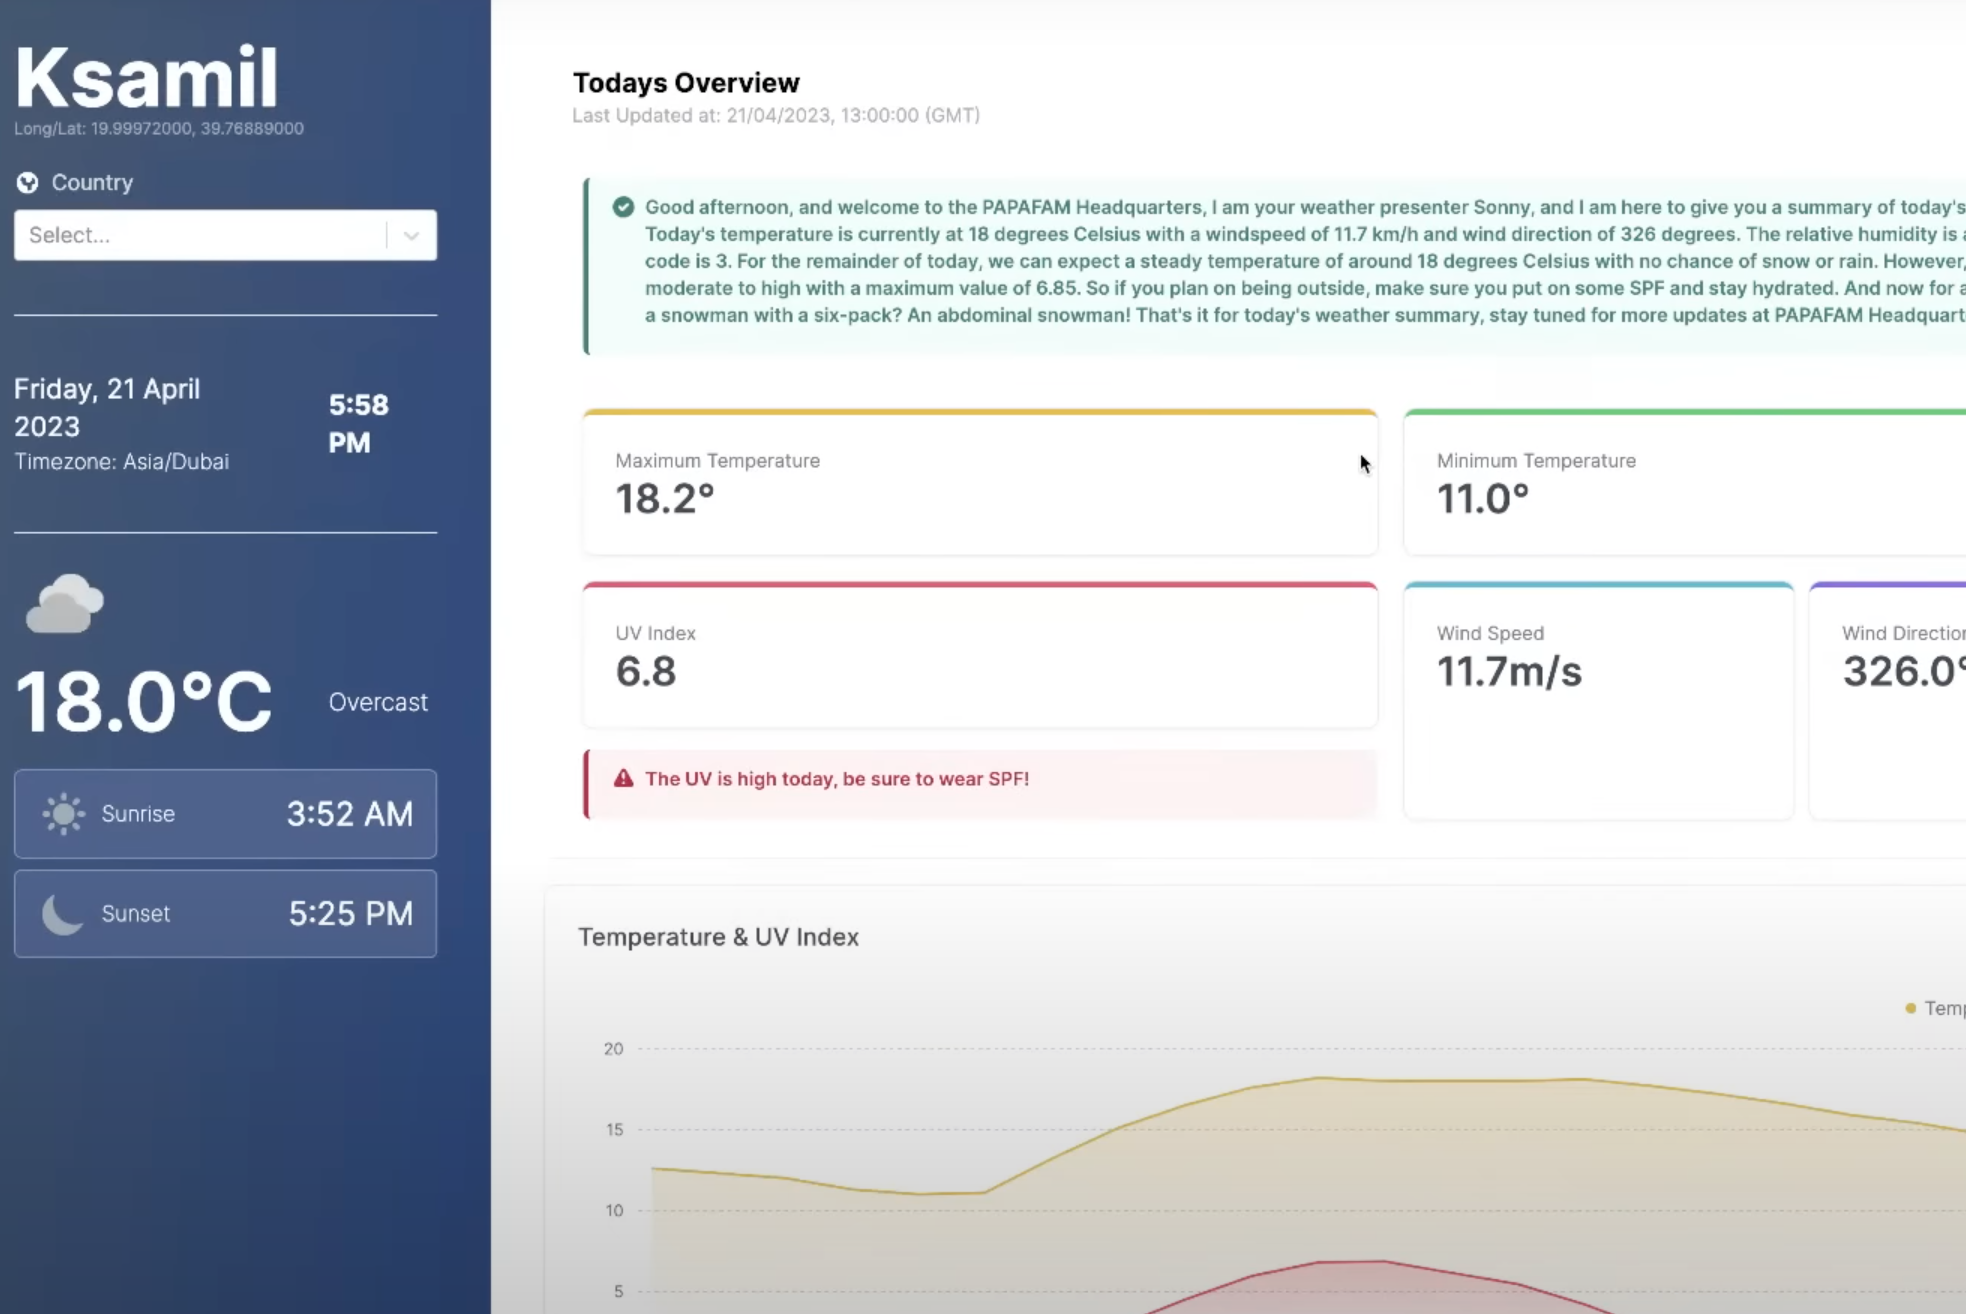 Ksamil
Long/Lat: 19.99972000, 39.76889000
Country
Select...
Friday, 21 April
2023
Timezone: Asia/Dubai
5:58
PM
18.0°C
Overcast
Sunrise
3:52 AM
Sunset
5:25 PM
Todays Overview
Last Updated at: 21/04/2023, 13:00:00 (GMT)
Good afternoon, and welcome to the PAPAFAM Headquarters, I am your weather presenter Sonny, and I am here to give you a summary of today's
Today's temperature is currently at 18 degrees Celsius with a windspeed of 11.7 km/h and wind direction of 326 degrees. The relative humidity is
code is 3. For the remainder of today, we can expect a steady temperature of around 18 degrees Celsius with no chance of snow or rain. However,
moderate to high with a maximum value of 6.85. So if you plan on being outside, make sure you put on some SPF and stay hydrated. And now for a
a snowman with a six-pack? An abdominal snowman! That's it for today's weather summary, stay tuned for more updates at PAPAFAM Headquart
Maximum Temperature
18.2°
Minimum Temperature
11.0°
UV Index
6.8
Wind Speed
11.7m/s
Wind Direction
326.0°
The UV is high today, be sure to wear SPF!
Temperature & UV Index
Temp
20
15
10
5